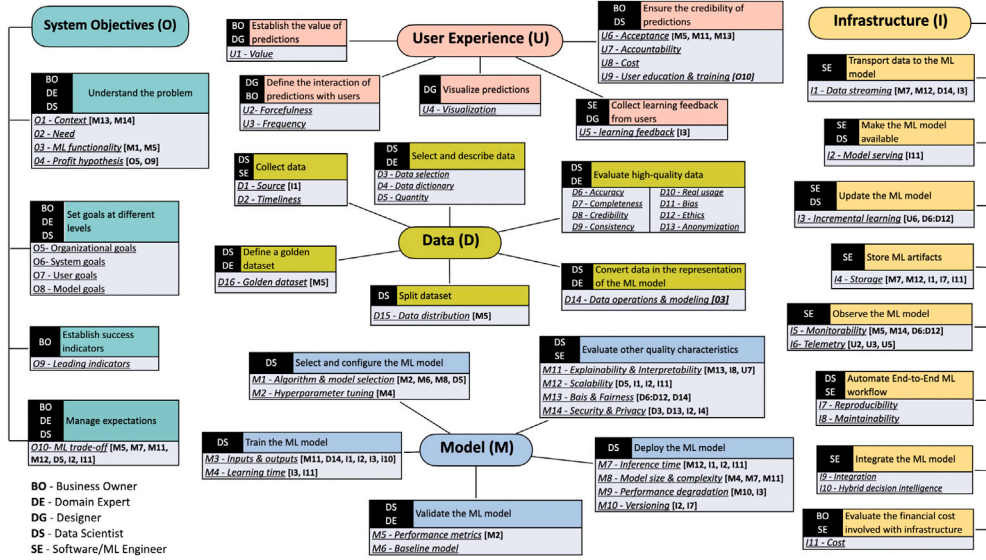 System Objectives (O)
BO
DE
DS
Understand the problem
O1 - Context [M13, M14]
02 - Need
03 - ML functionality [M1, M5]
04 - Profit hypothesis [O5, O9]
BO
DE
DS
Set goals at different
levels
O5- Organizational goals
O6- System goals
O7 - User goals
O8 - Model goals
BO
Establish success
indicators
O9 - Leading indicators
BO
DE
DS
Manage expectations
O10- ML trade-off [M5, M7, M11,
M12, D5, I2, I11]
BO - Business Owner
DE - Domain Expert
DG - Designer
DS - Data Scientist
SE - Software/ML Engineer
User Experience (U)
BO
DG
Establish the value of
predictions
U1 - Value
BO
DS
Ensure the credibility of
predictions
U6 - Acceptance [M5, M11, M13]
U7 - Accountability
U8 - Cost
U9 - User education & training [O10]
DG
BO
Define the interaction of
predictions with users
U2- Forcefulness
U3 - Frequency
DG
Visualize predictions
U4 - Visualization
SE
DG
Collect learning feedback
from users
U5 - learning feedback [I3]
Data (D)
DS
SE
Collect data
D1 - Source [I1]
D2 - Timeliness
DS
DE
Select and describe data
D3 - Data selection
D4 - Data dictionary
D5 - Quantity
DS
DE
Evaluate high-quality data
D6 - Accuracy
D7 - Completeness
D8 - Credibility
D9 - Consistency
D10 - Real usage
D11 - Bias
D12 - Ethics
D13 - Anonymization
DS
DE
Define a golden
dataset
D16 - Golden dataset [M5]
DS
Split dataset
D15 - Data distribution [M5]
DS
DE
Convert data in the representation
of the ML model
D14 - Data operations & modeling [03]
Model (M)
DS
Select and configure the ML model
M1 - Algorithm & model selection [M2, M6, M8, D5]
M2 - Hyperparameter tuning [M4]
DS
SE
Evaluate other quality characteristics
M11 - Explainability & Interpretability [M13, I8, U7]
M12 - Scalability [D5, I1, I2, I11]
M13 - Bais & Fairness [D6:D12, D14]
M14 - Security & Privacy [D3, D13, I2, I4]
DS
Train the ML model
M3 - Inputs & outputs [M11, D14, I1, I2, I3, i10]
M4 - Learning time [I3, I11]
DS
Deploy the ML model
M7 - Inference time [M12, I1, I2, I11]
M8 - Model size & complexity [M4, M7, M11]
M9 - Performance degradation [M10, I3]
M10 - Versioning [I2, I7]
DS
DE
Validate the ML model
M5 - Performance metrics [M2]
M6 - Baseline model
Infrastructure (I)
SE
Transport data to the ML
model
I1 - Data streaming [M7, M12, D14, I3]
SE
DS
Make the ML model
available
I2 - Model serving [I11]
SE
DS
Update the ML model
I3 - Incremental learning [U6, D6:D12]
SE
Store ML artifacts
I4 - Storage [M7, M12, I1, I7, I11]
SE
Observe the ML model
I5 - Monitorability [M5, M14, D6:D12]
I6- Telemetry [U2, U3, U5]
DS
SE
Automate End-to-End ML
workflow
I7 - Reproducibility
I8 - Maintainability
SE
Integrate the ML model
I9 - Integration
I10 - Hybrid decision intelligence
BO
SE
Evaluate the financial cost
involved with infrastructure
I11 - Cost